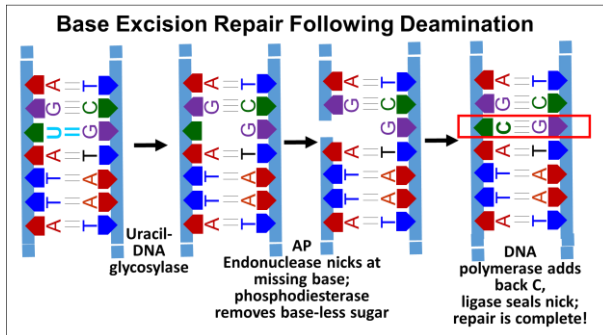 Base Excision Repair Following Deamination
A T A T A T A T
G C G C G C G C
U G G G C G
A T A T A T A T
T A T A T A T A
T A T A T A T A
A T A T A T A T
Uracil-
DNA
glycosylase
AP
Endonuclease nicks at
missing base;
phosphodiesterase
removes base-less sugar
DNA
polymerase adds
back C,
ligase seals nick;
repair is complete!